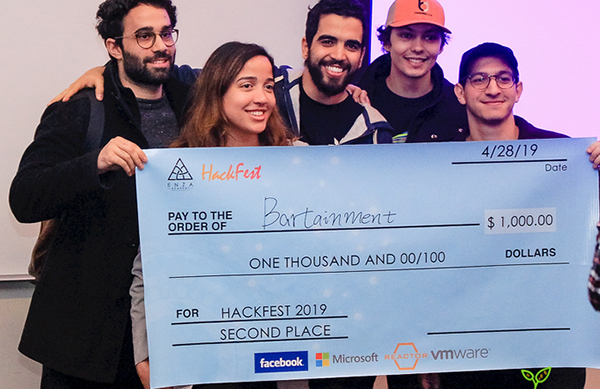 4/28/19
ENZA
HackFest
Date
PAY TO THE
ORDER OF
Bartainment
$ 1,000.00
ONE THOUSAND AND 00/100
DOLLARS
FOR
HACKFEST 2019
SECOND PLACE
facebook
Microsoft
REACTOR
vmware